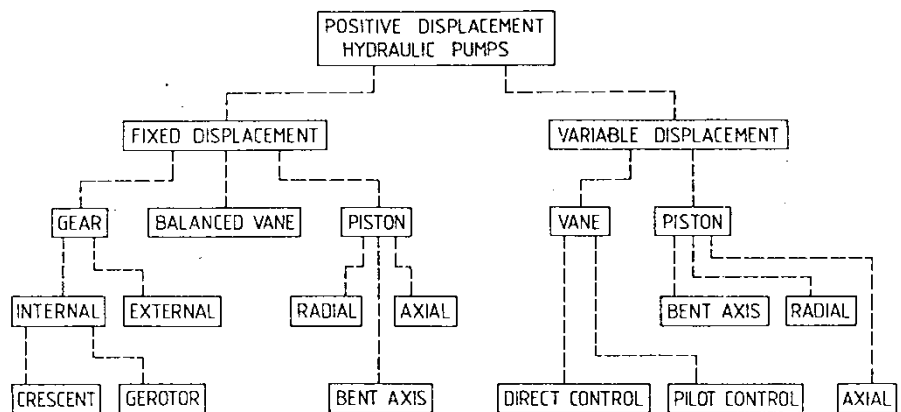 POSITIVE DISPLACEMENT
HYDRAULIC PUMPS
FIXED DISPLACEMENT
VARIABLE DISPLACEMENT
GEAR
BALANCED VANE
PISTON
VANE
PISTON
INTERNAL
EXTERNAL
RADIAL
AXIAL
BENT AXIS
RADIAL
CRESCENT
GEROTOR
BENT AXIS
DIRECT CONTROL
PILOT CONTROL
AXIAL